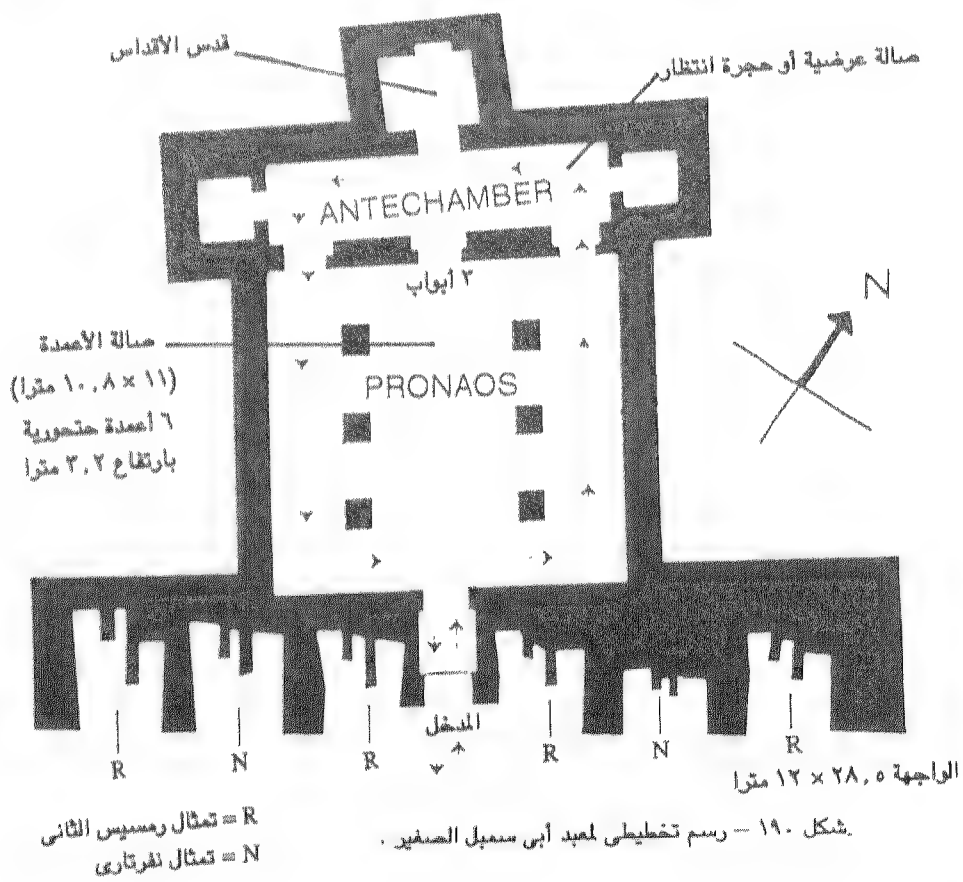 قدس الأقداس
صالة عرضية أو حجرة انتظار
ANTECHAMBER
٣ أبواب
N
صالة الأعمدة
(١١ × ١٠,٨ مترا)
٦ أعمدة حتحورية
بارتفاع ٣,٢ مترا
PRONAOS
المدخل
R
N
R
R
N
R
الواجهة ٢٨,٥ × ١٢ مترا
R = تمثال رمسيس الثانى
N = تمثال نفرتارى
شكل ١٩٠ – رسم تخطيطى لمعبد أبى سمبل الصغير .